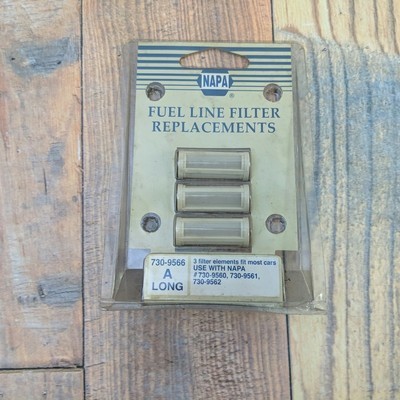 NAPA
®
FUEL LINE FILTER
REPLACEMENTS
730-9566
A
LONG
3 filter elements fit most cars
USE WITH NAPA
#730-9560, 730-9561,
730-9562